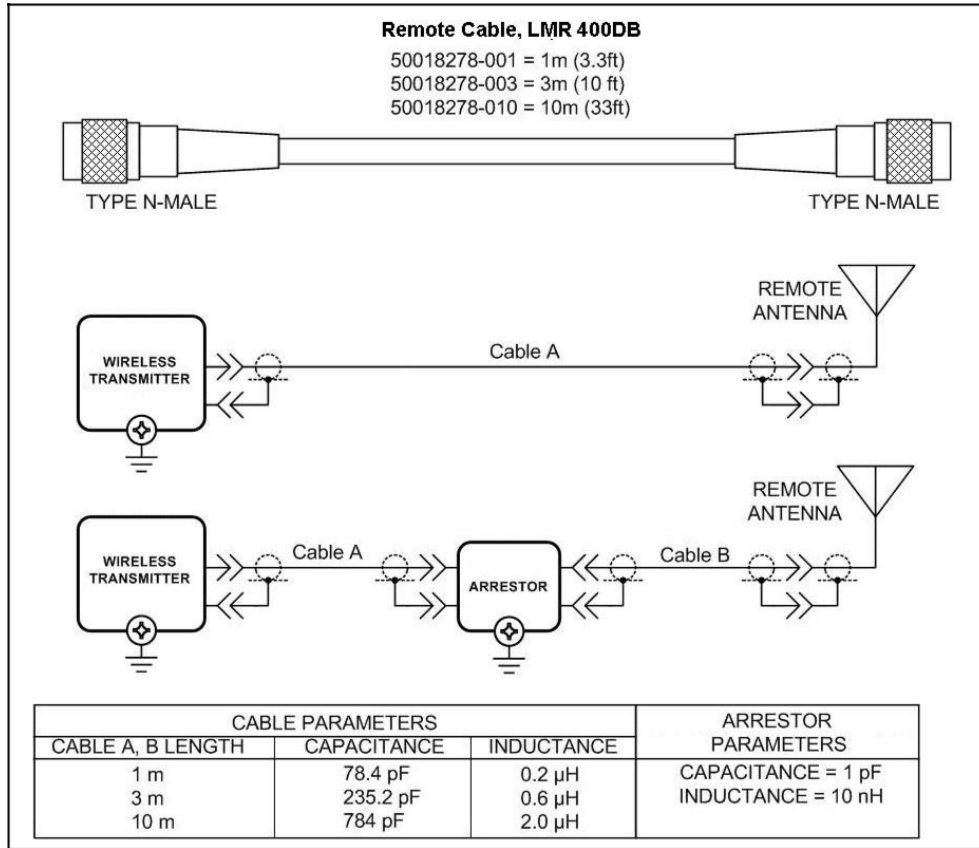 Remote Cable, LMR 400DB
50018278-001 = 1m (3.3ft)
50018278-003 = 3m (10 ft)
50018278-010 = 10m (33ft)
TYPE N-MALE
TYPE N-MALE
REMOTE
ANTENNA
WIRELESS
TRANSMITTER
Cable A
REMOTE
ANTENNA
WIRELESS
TRANSMITTER
Cable A
ARRESTOR
Cable B
CABLE PARAMETERS
ARRESTOR
PARAMETERS
CABLE A, B LENGTH CAPACITANCE INDUCTANCE
1 m 78.4 pF 0.2 µH CAPACITANCE = 1 pF
3 m 235.2 pF 0.6 µH INDUCTANCE = 10 nH
10 m 784 pF 2.0 µH